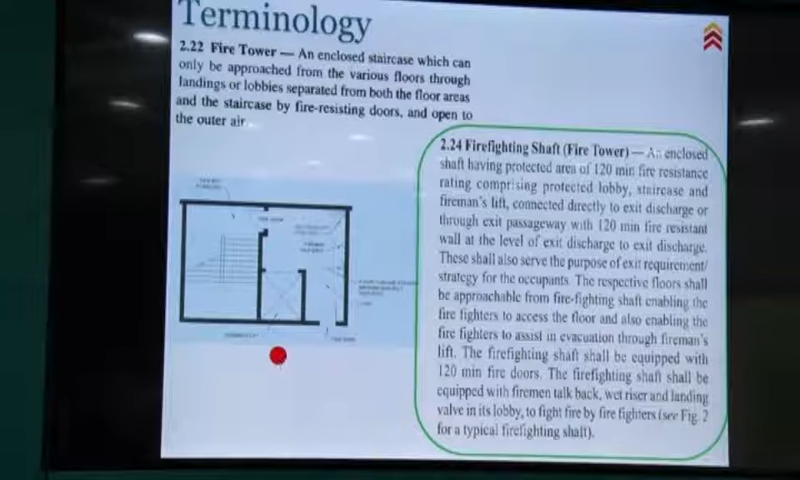 Terminology
2.22 Fire Tower — An enclosed staircase which can
only be approached from the various floors through
landings or lobbies separated from both the floor areas
and the staircase by fire-resisting doors, and open to
the outer air.
2.24 Firefighting Shaft (Fire Tower) — An enclosed
shaft having protected area of 120 min fire resistance
rating comprising protected lobby, staircase and
fireman's lift, connected directly to exit discharge or
through exit passageway with 120 min fire resistant
wall at the level of exit discharge to exit discharge.
These shall also serve the purpose of exit requirement/
strategy for the occupants. The respective floors shall
be approachable from fire-fighting shaft enabling the
fire fighters to access the floor and also enabling the
fire fighters to assist in evacuation through fireman's
lift. The firefighting shaft shall be equipped with
120 min fire doors. The firefighting shaft shall be
equipped with firemen talk back, wet riser and landing
valve in its lobby, to fight fire by fire fighters (see Fig. 2
for a typical firefighting shaft).